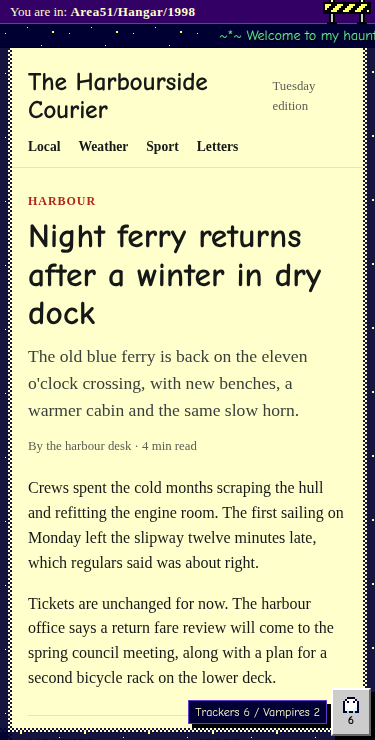 You are in: Area51/Hangar/1998
~*~ Welcome to my
The Harbourside
Courier
Tuesday
edition
Local Weather Sport Letters
HARBOUR
Night ferry returns
after a winter in dry
dock
The old blue ferry is back on the eleven
o'clock crossing, with new benches, a
warmer cabin and the same slow horn.
By the harbour desk · 4 min read
Crews spent the cold months scraping the hull
and refitting the engine room. The first sailing on
Monday left the slipway twelve minutes late,
which regulars said was about right.
Tickets are unchanged for now. The harbour
office says a return fare review will come to the
spring council meeting, along with a plan for a
second bicycle rack on the lower deck.
Trackers 6 / Vampires 2
6